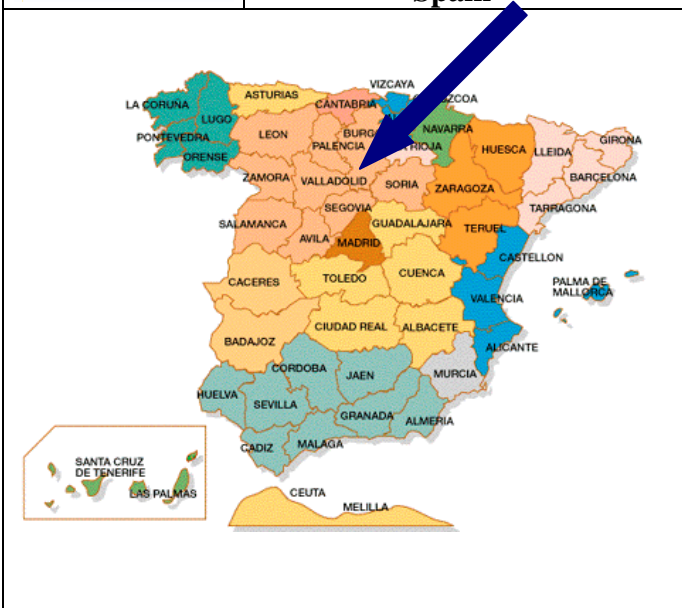 Spain
VIZCAYA
ASTURIAS
CANTABRIA
ZCOA
LA CORUÑA
LUGO
NAVARRA
LEON
BURG
PONTEVEDRA
PALENCIA
RIOJA
HUESCA
LLEIDA
GIRONA
ORENSE
ZAMORA
VALLADOLID
SORIA
ZARAGOZA
BARCELONA
SEGOVIA
TARRAGONA
SALAMANCA
GUADALAJARA
TERUEL
AVILA
MADRID
CASTELLON
CACERES
TOLEDO
CUENCA
PALMA DE
MALLORCA
VALENCIA
BADAJOZ
CIUDAD REAL
ALBACETE
ALICANTE
CORDOBA
JAEN
MURCIA
HUELVA
SEVILLA
GRANADA
ALMERIA
CADIZ
MALAGA
SANTA CRUZ
DE TENERIFE
LAS PALMAS
CEUTA
MELILLA